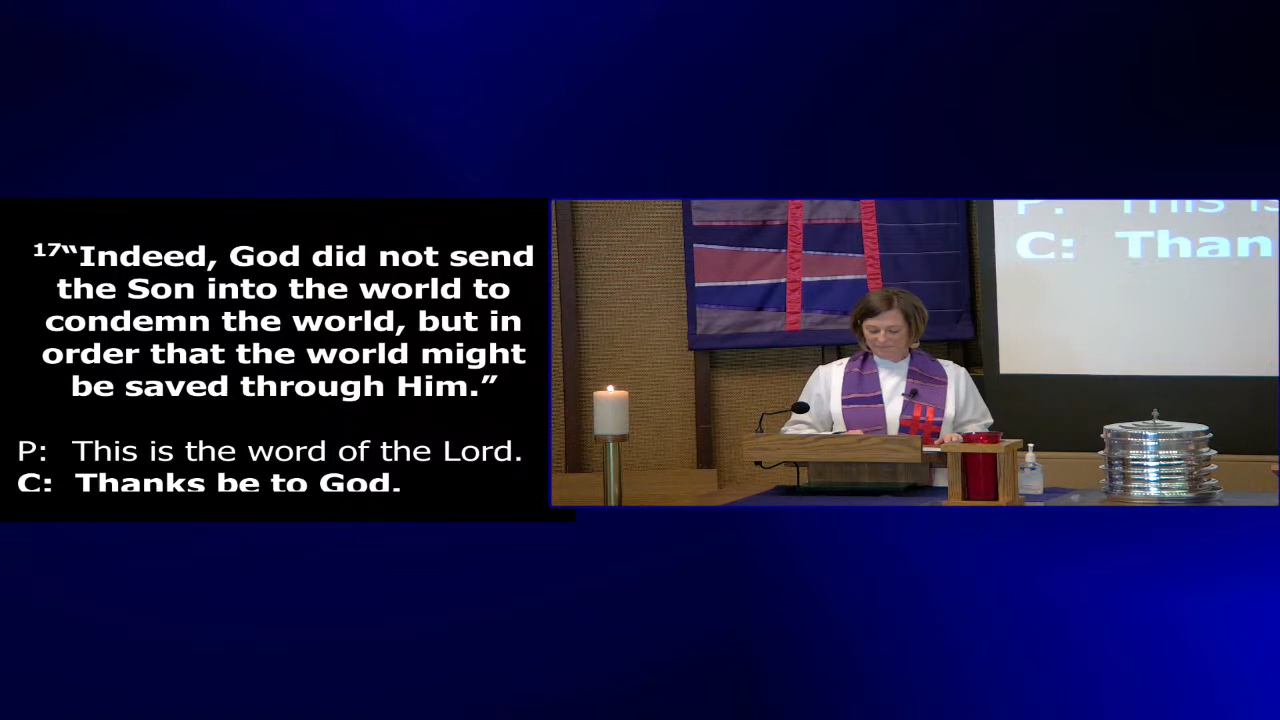 17“Indeed, God did not send
the Son into the world to
condemn the world, but in
order that the world might
be saved through Him.”
P: This is the word of the Lord.
C: Thanks be to God.
P: This is
C: Than